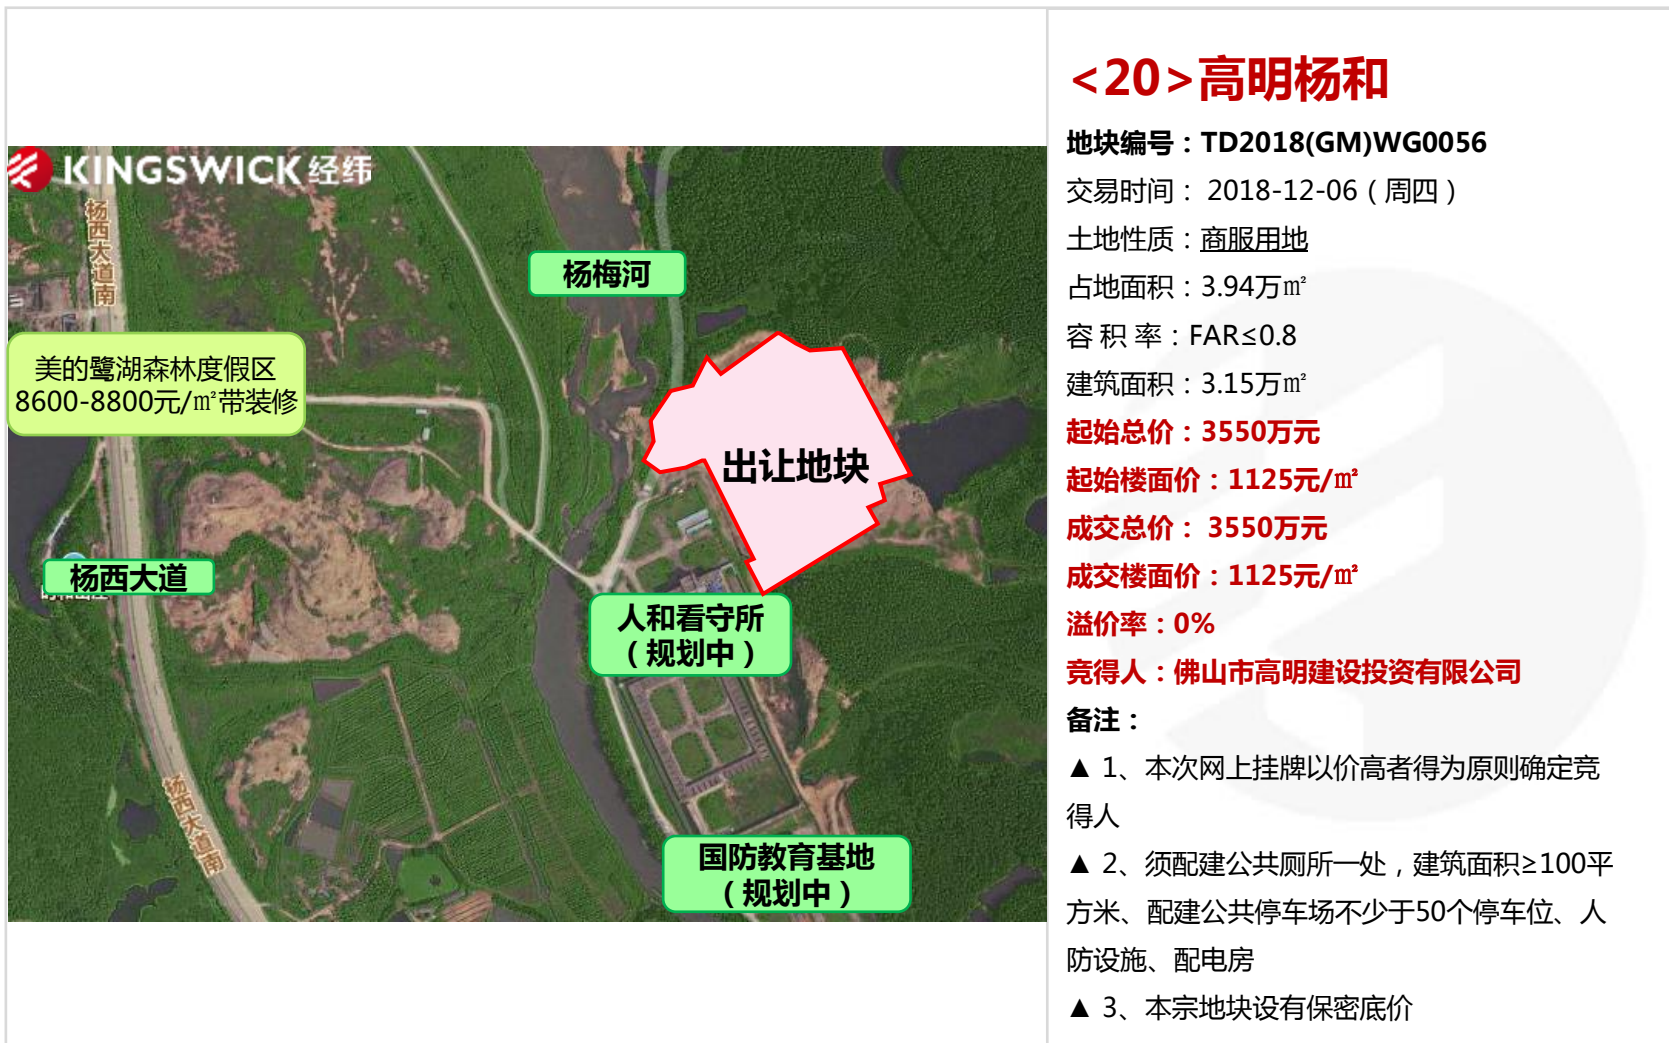 KINGSWICK经纬
杨西大道南
杨梅河
美的鹭湖森林度假区
8600-8800元/㎡带装修
出让地块
杨西大道
人和看守所
（规划中）
杨西大道南
国防教育基地
（规划中）
<20>高明杨和
地块编号：TD2018(GM)WG0056
交易时间： 2018-12-06（周四）
土地性质：商服用地
占地面积：3.94万㎡
容 积 率：FAR≤0.8
建筑面积：3.15万㎡
起始总价：3550万元
起始楼面价：1125元/㎡
成交总价： 3550万元
成交楼面价：1125元/㎡
溢价率：0%
竞得人：佛山市高明建设投资有限公司
备注：
▲ 1、本次网上挂牌以价高者得为原则确定竞
得人
▲ 2、须配建公共厕所一处，建筑面积≥100平
方米、配建公共停车场不少于50个停车位、人
防设施、配电房
▲ 3、本宗地块设有保密底价